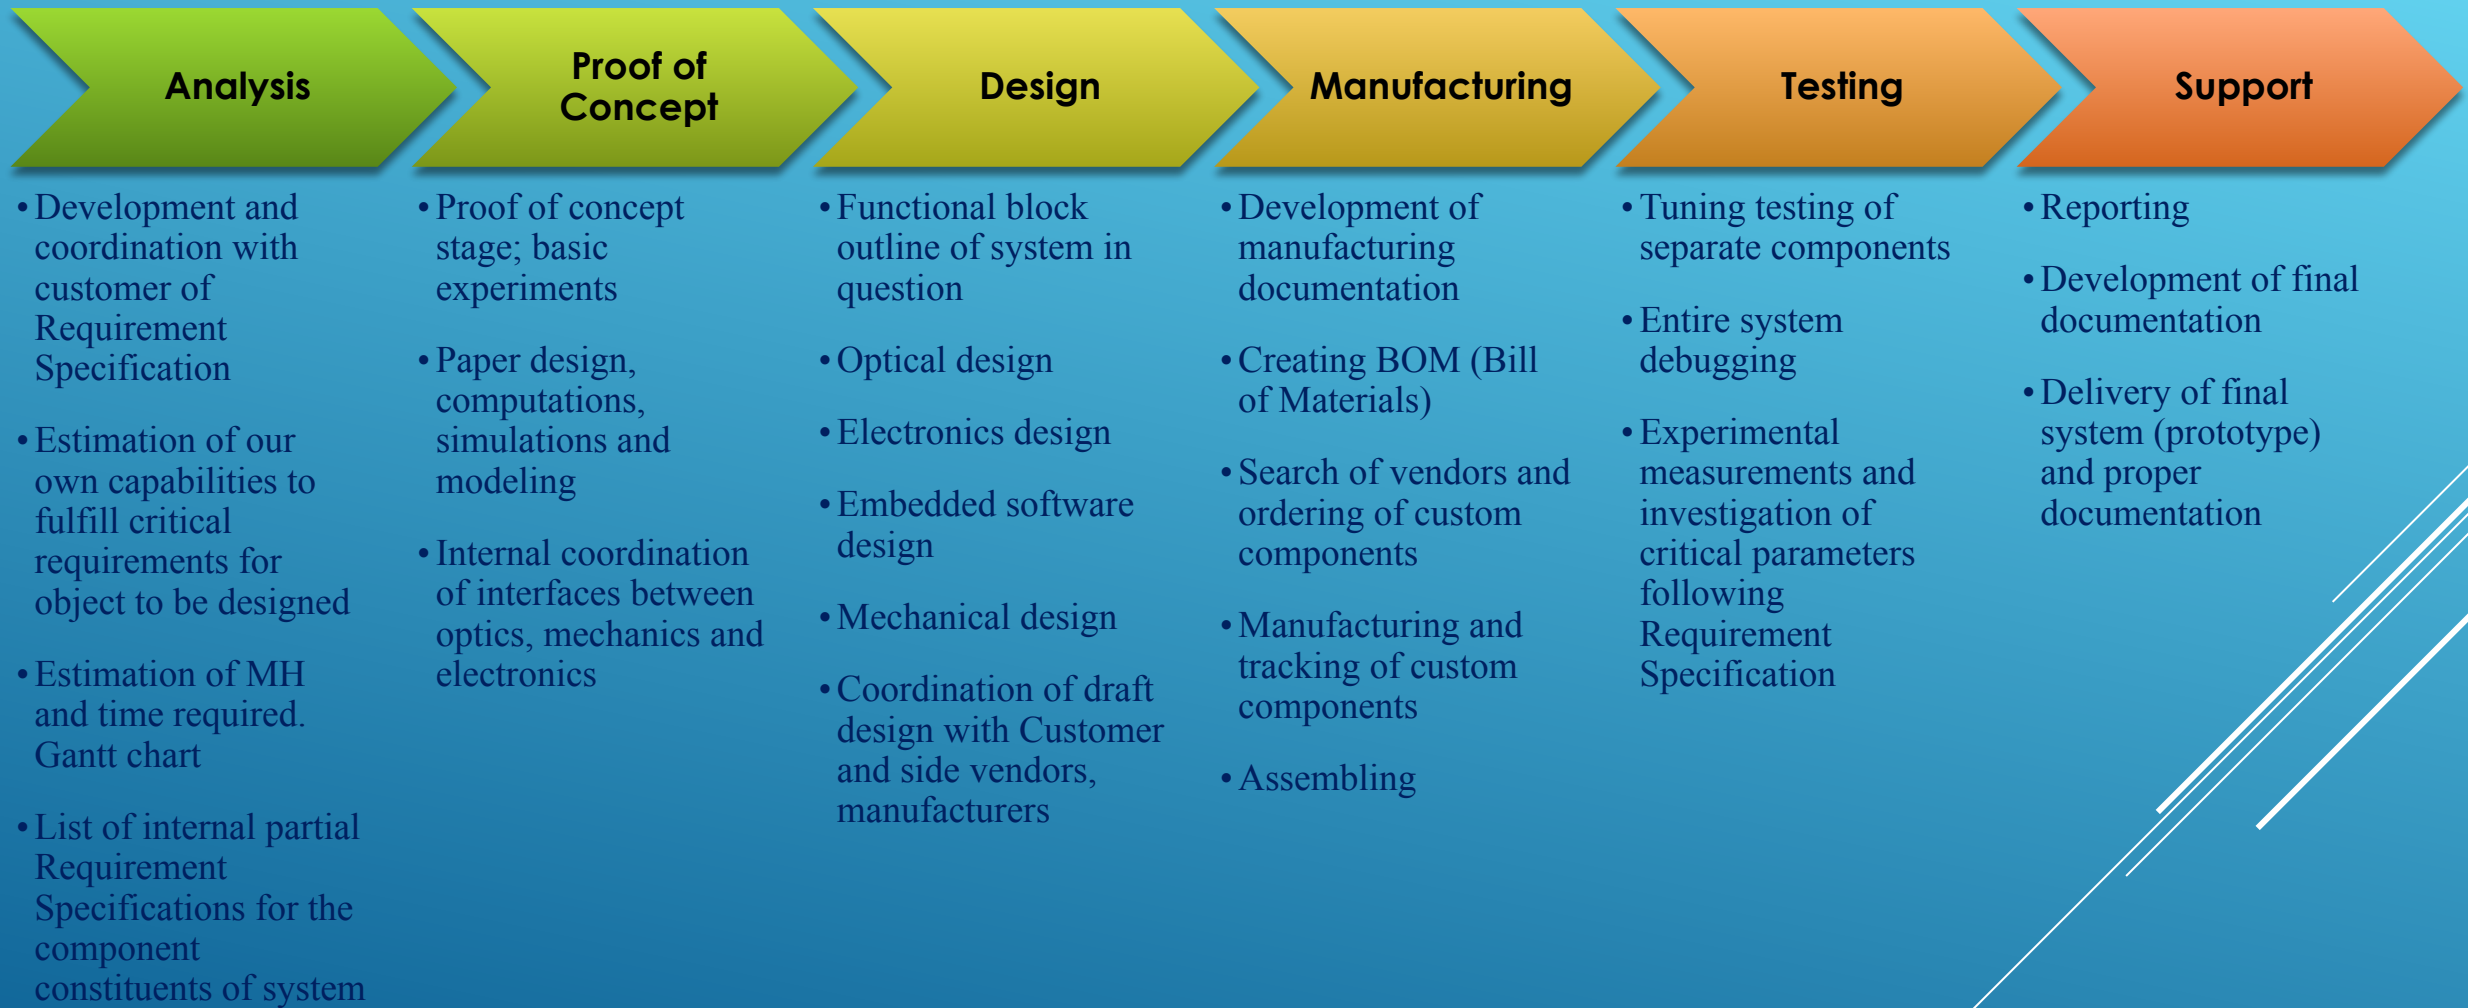 Analysis
Proof of
Concept
Design
Manufacturing
Testing
Support
• Development and
coordination with
customer of
Requirement
Specification
• Estimation of our
own capabilities to
fulfill critical
requirements for
object to be designed
• Estimation of MH
and time required.
Gantt chart
• List of internal partial
Requirement
Specifications for the
component
constituents of system
• Proof of concept
stage; basic
experiments
• Paper design,
computations,
simulations and
modeling
• Internal coordination
of interfaces between
optics, mechanics and
electronics
• Functional block
outline of system in
question
• Optical design
• Electronics design
• Embedded software
design
• Mechanical design
• Coordination of draft
design with Customer
and side vendors,
manufacturers
• Development of
manufacturing
documentation
• Creating BOM (Bill
of Materials)
• Search of vendors and
ordering of custom
components
• Manufacturing and
tracking of custom
components
• Assembling
• Tuning testing of
separate components
• Entire system
debugging
• Experimental
measurements and
investigation of
critical parameters
following
Requirement
Specification
• Reporting
• Development of final
documentation
• Delivery of final
system (prototype)
and proper
documentation